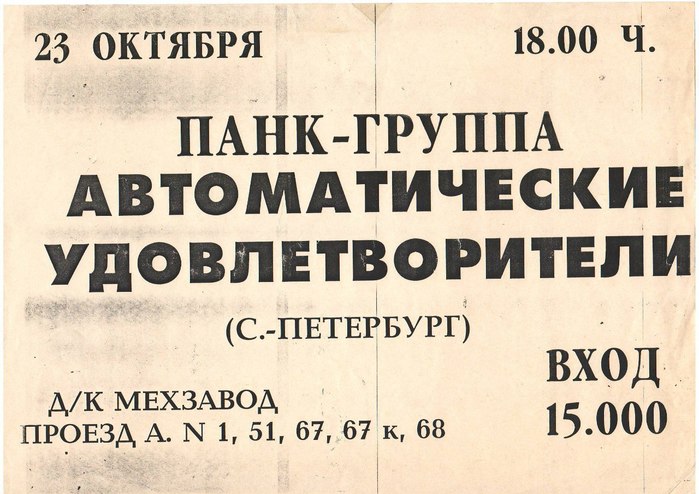 23 ОКТЯБРЯ 18.00 Ч.
ПАНК-ГРУППА
АВТОМАТИЧЕСКИЕ
УДОВЛЕТВОРИТЕЛИ
(С.-ПЕТЕРБУРГ)
ВХОД
Д/К МЕХЗАВОД 15.000
ПРОЕЗД А. N 1, 51, 67, 67 к, 68